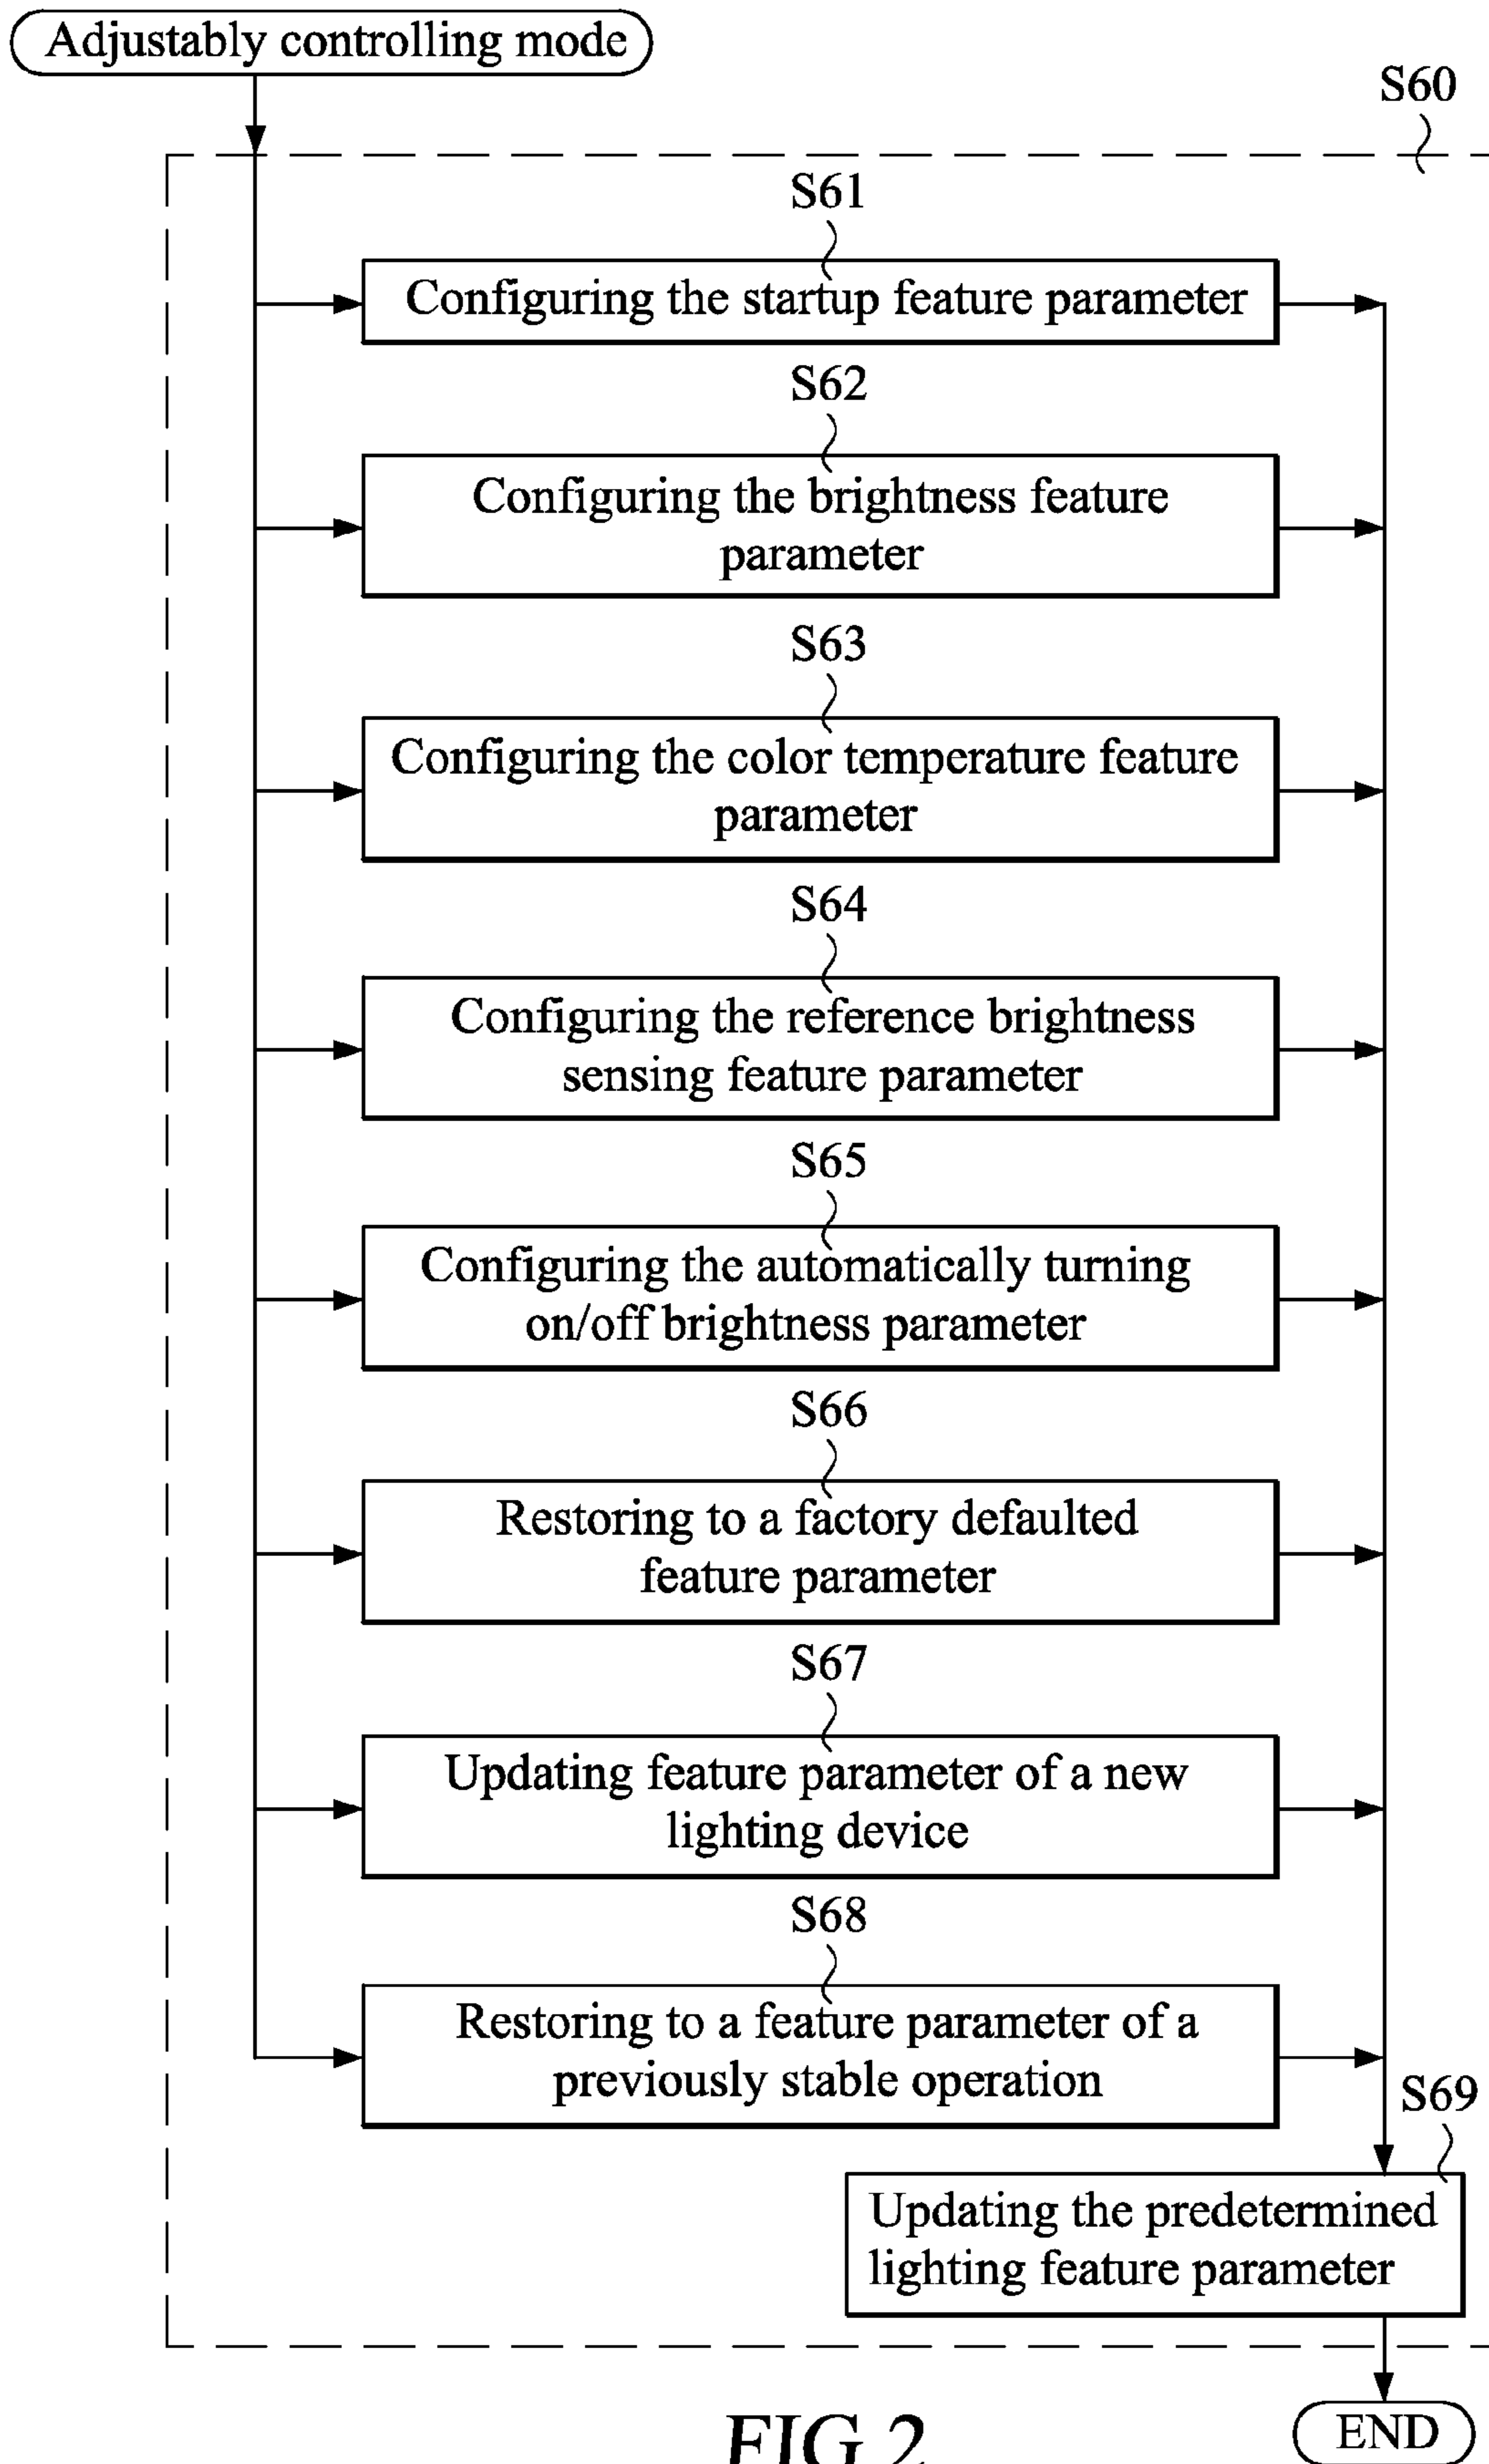 Adjustably controlling mode
S60
S61
Configuring the startup feature parameter
S62
Configuring the brightness feature
parameter
S63
Configuring the color temperature feature
parameter
S64
Configuring the reference brightness
sensing feature parameter
S65
Configuring the automatically turning
on/off brightness parameter
S66
Restoring to a factory defaulted
feature parameter
S67
Updating feature parameter of a new
lighting device
S68
Restoring to a feature parameter of a
previously stable operation
S69
Updating the predetermined
lighting feature parameter
END
FIG 2